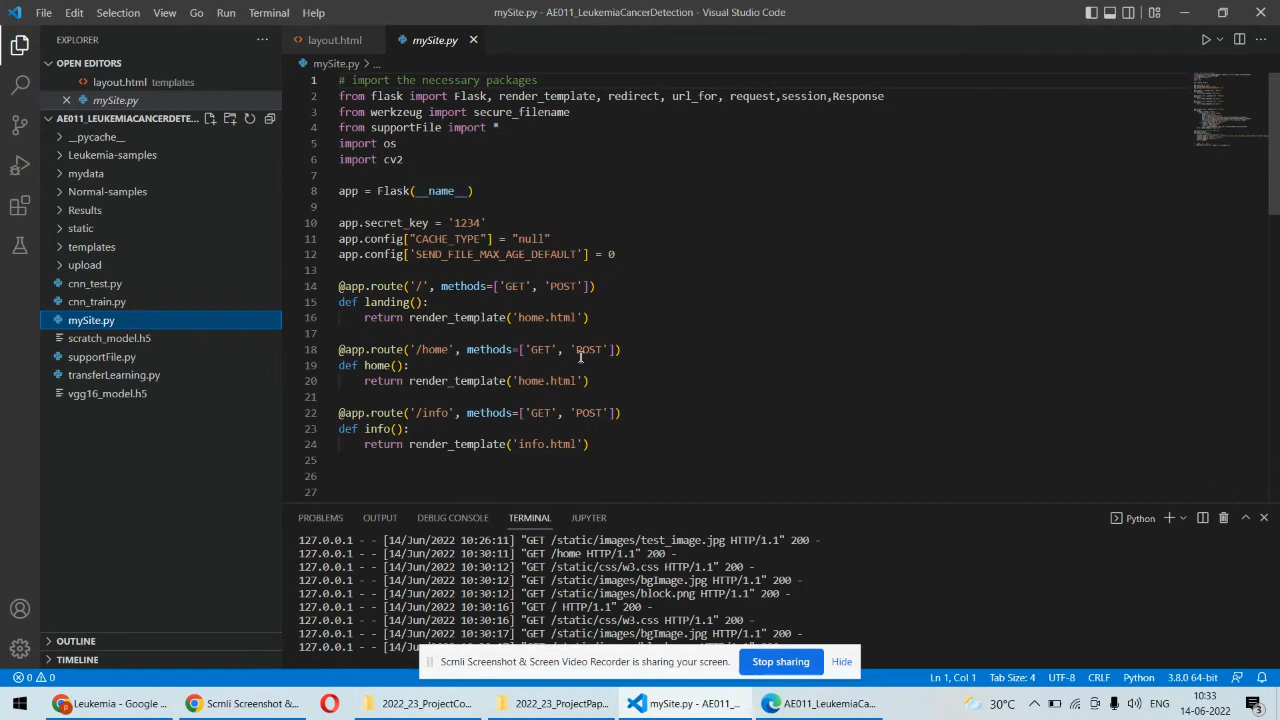 File Edit Selection View Go Run Terminal Help
mySite.py - AE011_LeukemiaCancerDetection - Visual Studio Code
EXPLORER
OPEN EDITORS
layout.html templates
mySite.py
AE011_LEUKEMIACANCERDETE...
__pycache__
Leukemia-samples
mydata
Normal-samples
Results
static
templates
upload
cnn_test.py
cnn_train.py
mySite.py
scratch_model.h5
supportFile.py
transferLearning.py
vgg16_model.h5
OUTLINE
TIMELINE
layout.html
mySite.py
mySite.py > ...
1 # import the necessary packages
2 from flask import Flask, render_template, redirect, url_for, request,session,Response
3 from werkzeug import secure_filename
4 from supportFile import *
5 import os
6 import cv2
7
8 app = Flask(__name__)
9
10 app.secret_key = '1234'
11 app.config["CACHE_TYPE"] = "null"
12 app.config['SEND_FILE_MAX_AGE_DEFAULT'] = 0
13
14 @app.route('/', methods=['GET', 'POST'])
15 def landing():
16 return render_template('home.html')
17
18 @app.route('/home', methods=['GET', 'POST'])
19 def home():
20 return render_template('home.html')
21
22 @app.route('/info', methods=['GET', 'POST'])
23 def info():
24 return render_template('info.html')
25
26
27
PROBLEMS OUTPUT DEBUG CONSOLE TERMINAL JUPYTER
Python
127.0.0.1 - - [14/Jun/2022 10:26:11] "GET /static/images/test_image.jpg HTTP/1.1" 200 -
127.0.0.1 - - [14/Jun/2022 10:30:11] "GET /home HTTP/1.1" 200 -
127.0.0.1 - - [14/Jun/2022 10:30:12] "GET /static/css/w3.css HTTP/1.1" 200 -
127.0.0.1 - - [14/Jun/2022 10:30:12] "GET /static/images/bgImage.jpg HTTP/1.1" 200 -
127.0.0.1 - - [14/Jun/2022 10:30:12] "GET /static/images/block.png HTTP/1.1" 200 -
127.0.0.1 - - [14/Jun/2022 10:30:16] "GET / HTTP/1.1" 200 -
127.0.0.1 - - [14/Jun/2022 10:30:16] "GET /static/css/w3.css HTTP/1.1" 200 -
127.0.0.1 - - [14/Jun/2022 10:30:17] "GET /static/images/bgImage.jpg HTTP/1.1" 200 -
127.0.0.1 - - [14/Jun/2022 10:30:17]
Scrnli Screenshot & Screen Video Recorder is sharing your screen. Stop sharing Hide
0 0 Ln 1, Col 1 Tab Size: 4 UTF-8 CRLF Python 3.8.0 64-bit
Leukemia - Google ... Scrnli Screenshot &... 2022_23_ProjectCo... 2022_23_ProjectPap... mySite.py - AE011_... AE011_LeukemiaCa... 30°C ENG 10:33
14-06-2022
3